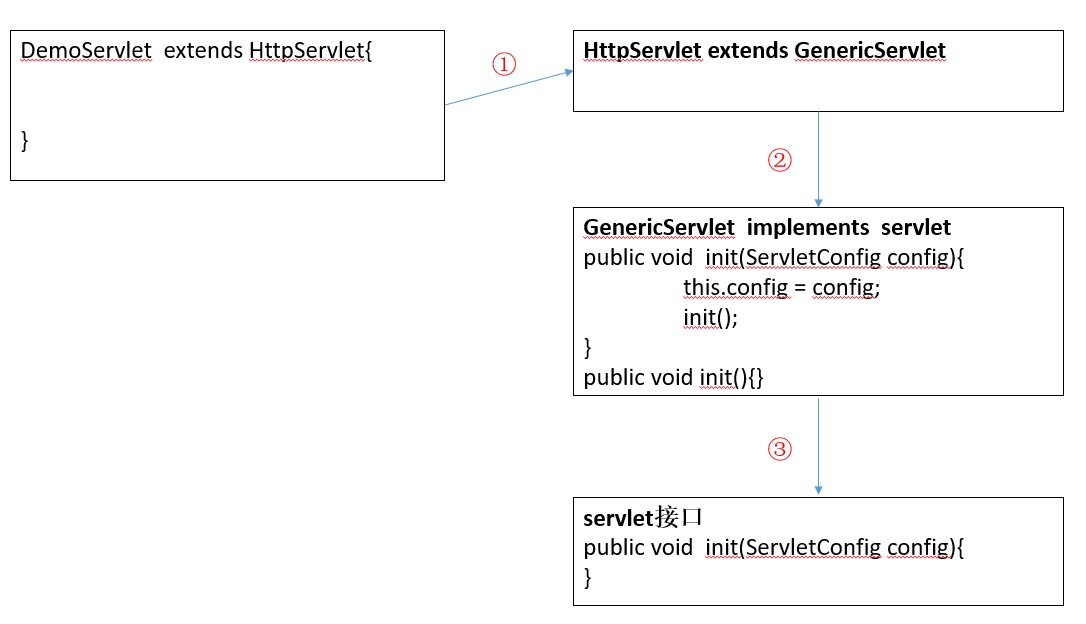 DemoServlet  extends HttpServlet{
}
①
HttpServlet extends GenericServlet
②
GenericServlet  implements  servlet
public void  init(ServletConfig config){
this.config = config;
init();
}
public void init(){}
③
servlet接口
public void  init(ServletConfig config){
}